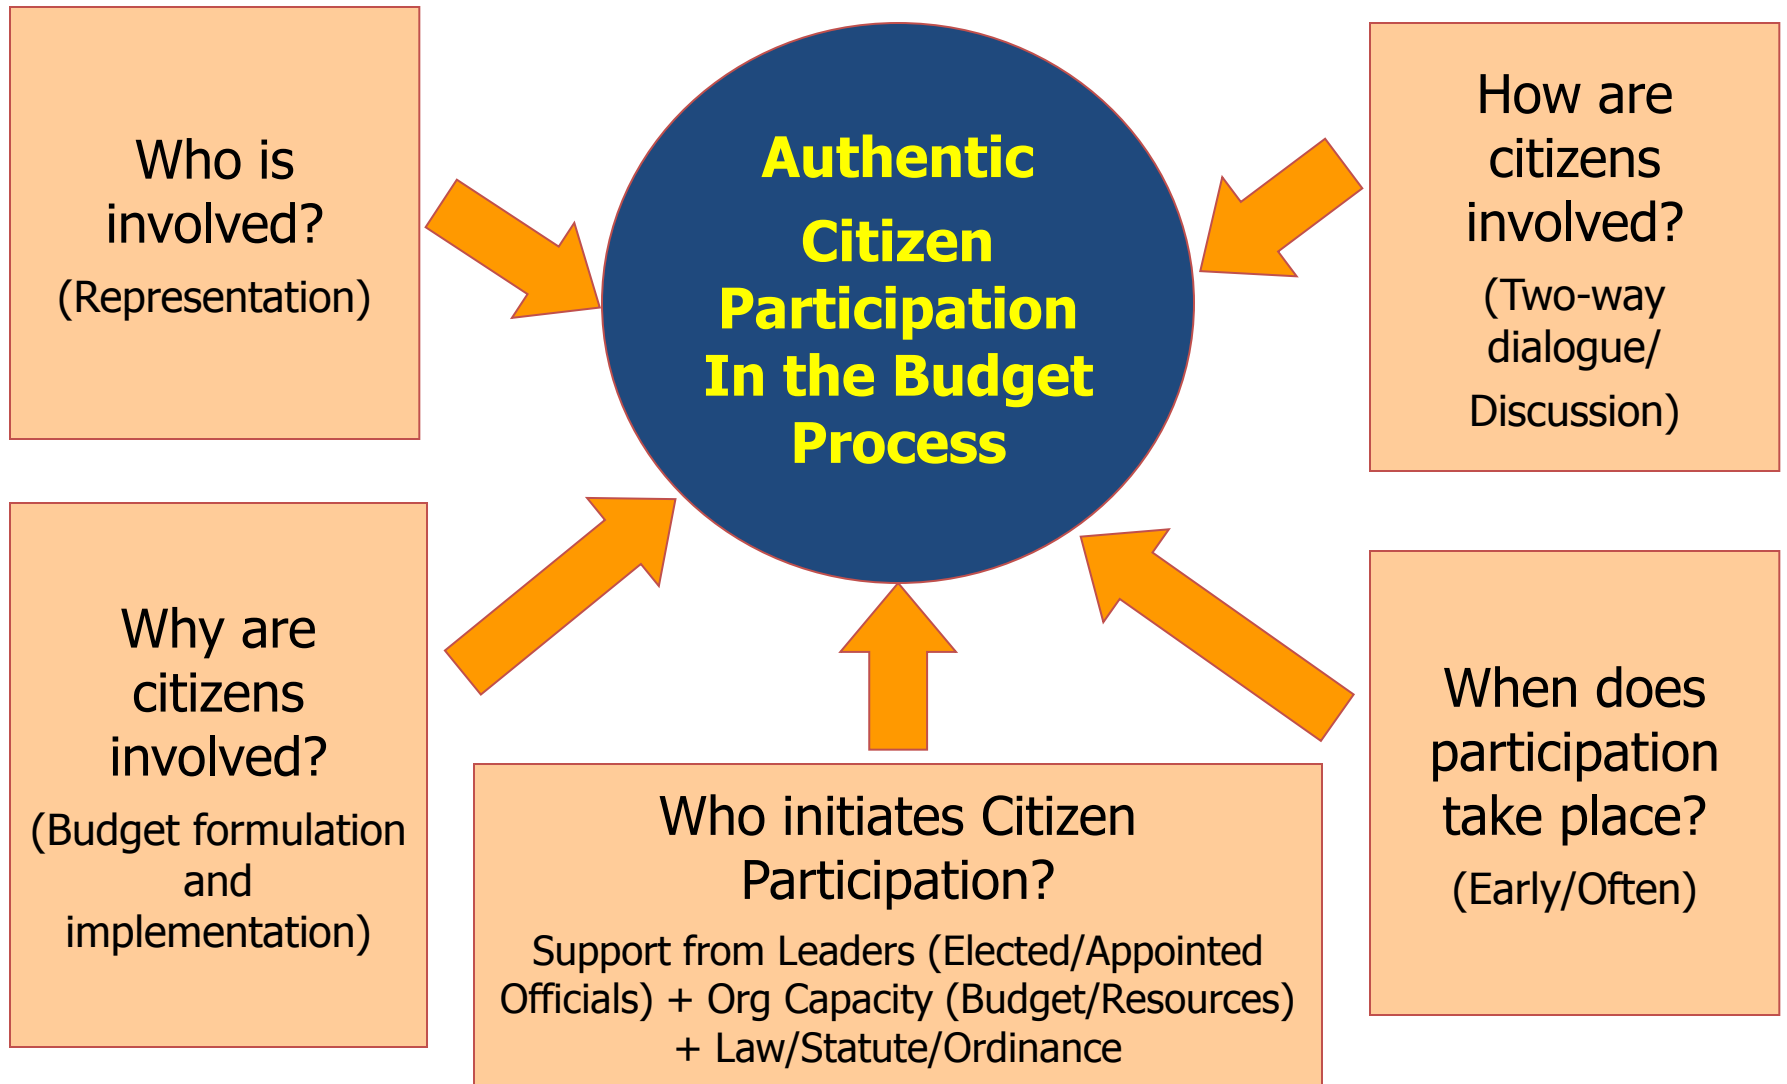 Who is
involved?
(Representation)
Authentic
Citizen
Participation
In the Budget
Process
How are
citizens
involved?
(Two-way
dialogue/
Discussion)
Why are
citizens
involved?
(Budget formulation
and
implementation)
Who initiates Citizen
Participation?
Support from Leaders (Elected/Appointed
Officials) + Org Capacity (Budget/Resources)
+ Law/Statute/Ordinance
When does
participation
take place?
(Early/Often)